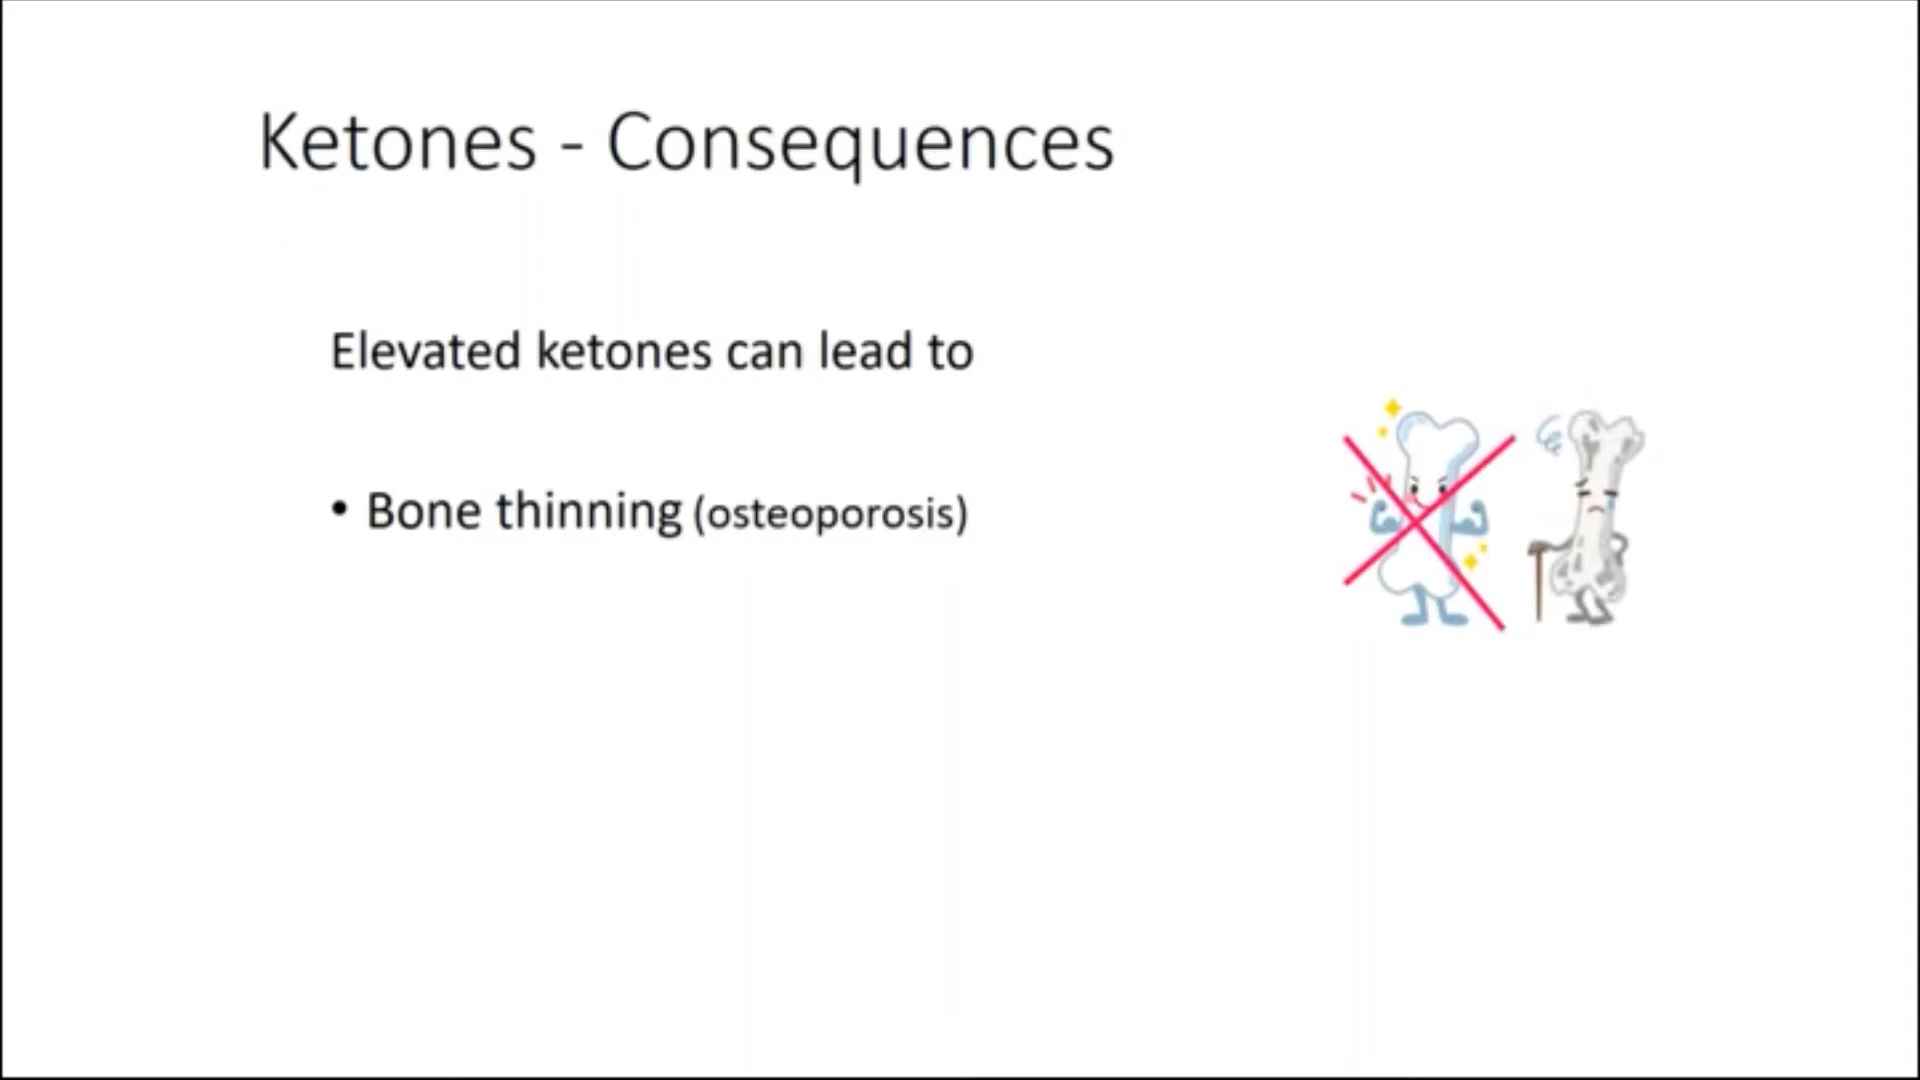 Ketones - Consequences
Elevated ketones can lead to
• Bone thinning (osteoporosis)